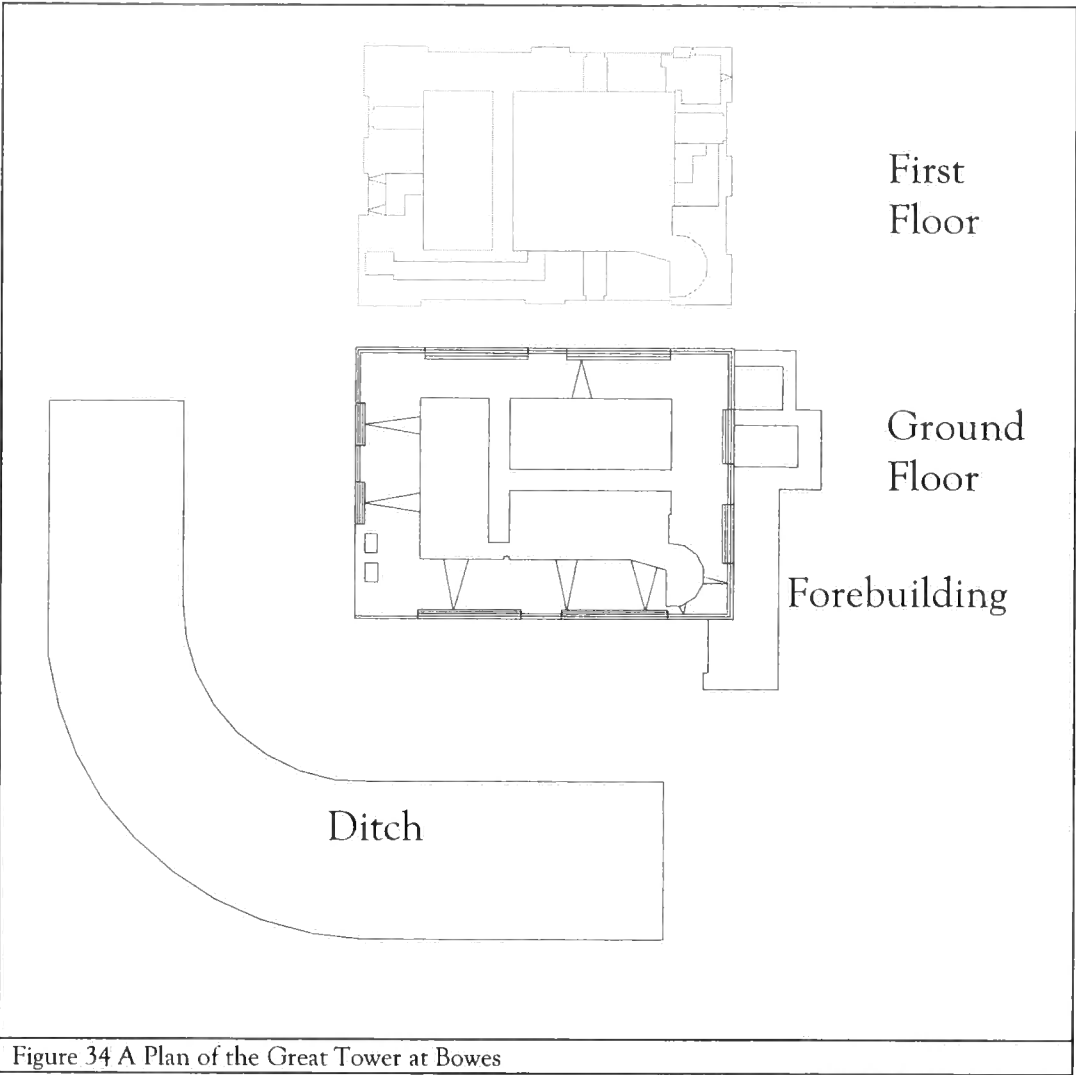 First
Floor
Ground
Floor
Forebuilding
Ditch
Figure 34 A Plan of the Great Tower at Bowes